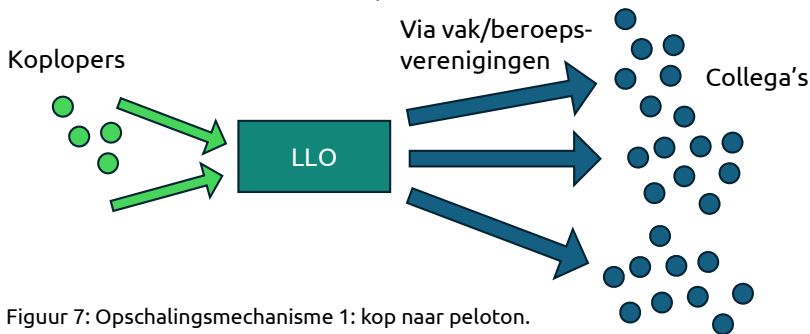 Koplopers
LLO
Via vak/beroeps-
verenigingen
Collega's
Figuur 7: Opschalingsmechanisme 1: kop naar peloton.